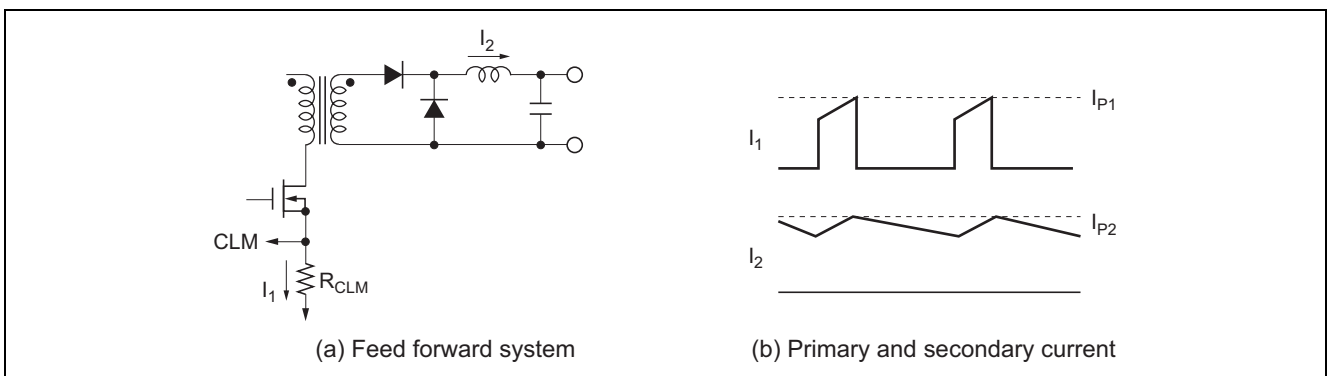 I2
CLM
I1
RCLM
(a) Feed forward system
I1
IP1
I2
IP2
(b) Primary and secondary current